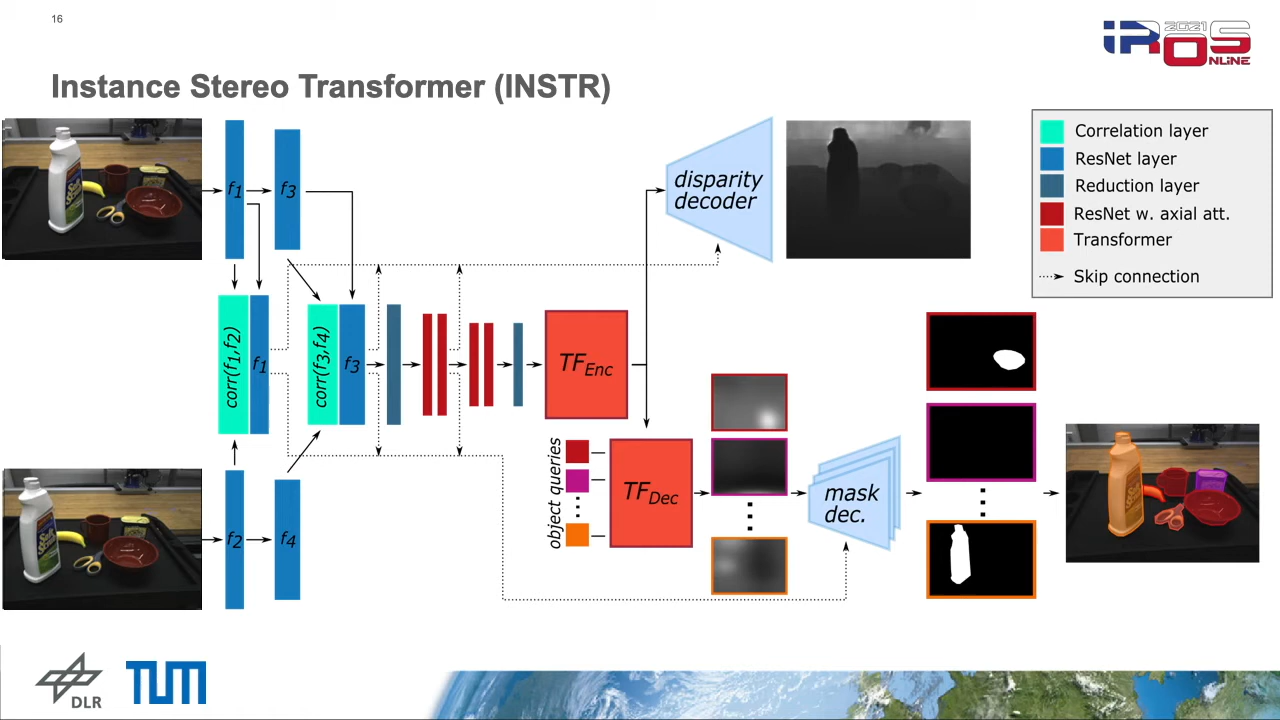 16
2021
iROS
ONLiNE
Instance Stereo Transformer (INSTR)
f1
f3
corr(f1,f2)
f1
corr(f3,f4)
f3
f2
f4
TFEnc
object queries
TFDec
disparity
decoder
mask
dec.
Correlation layer
ResNet layer
Reduction layer
ResNet w. axial att.
Transformer
Skip connection
DLR
TUM